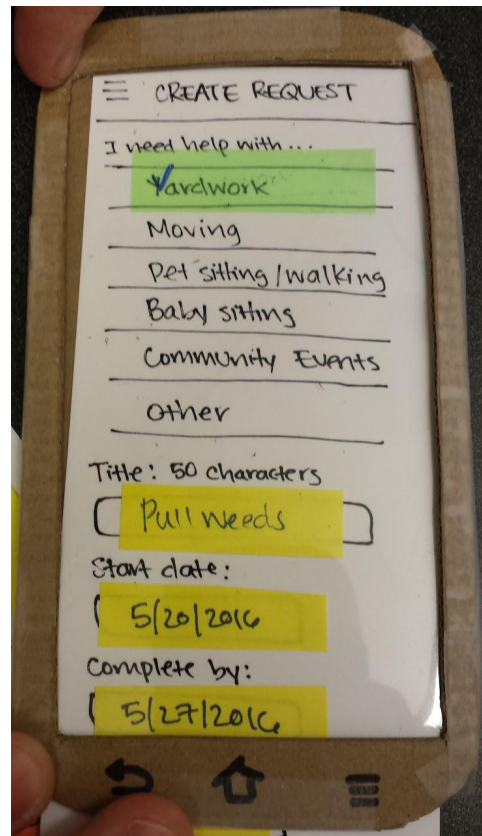 CREATE REQUEST
I need help with...
Yardwork
Moving
Pet sitting/walking
Baby sitting
Community Events
Other
Title: 50 characters
Pull weeds
Start date:
5/20/2016
Complete by:
5/27/2016